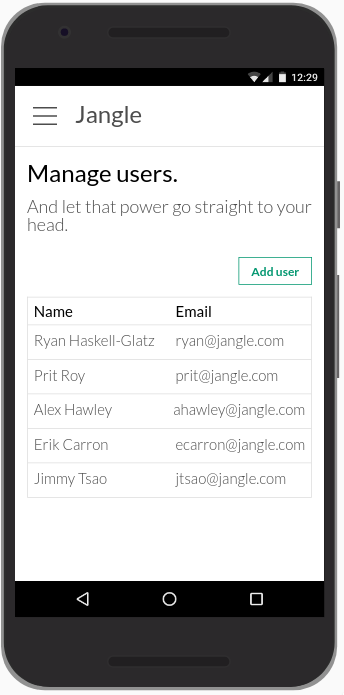 12:29
Jangle
Manage users.
And let that power go straight to your
head.
Add user
Name Email
Ryan Haskell-Glatz ryan@jangle.com
Prit Roy prit@jangle.com
Alex Hawley ahawley@jangle.com
Erik Carron ecarron@jangle.com
Jimmy Tsao jtsao@jangle.com